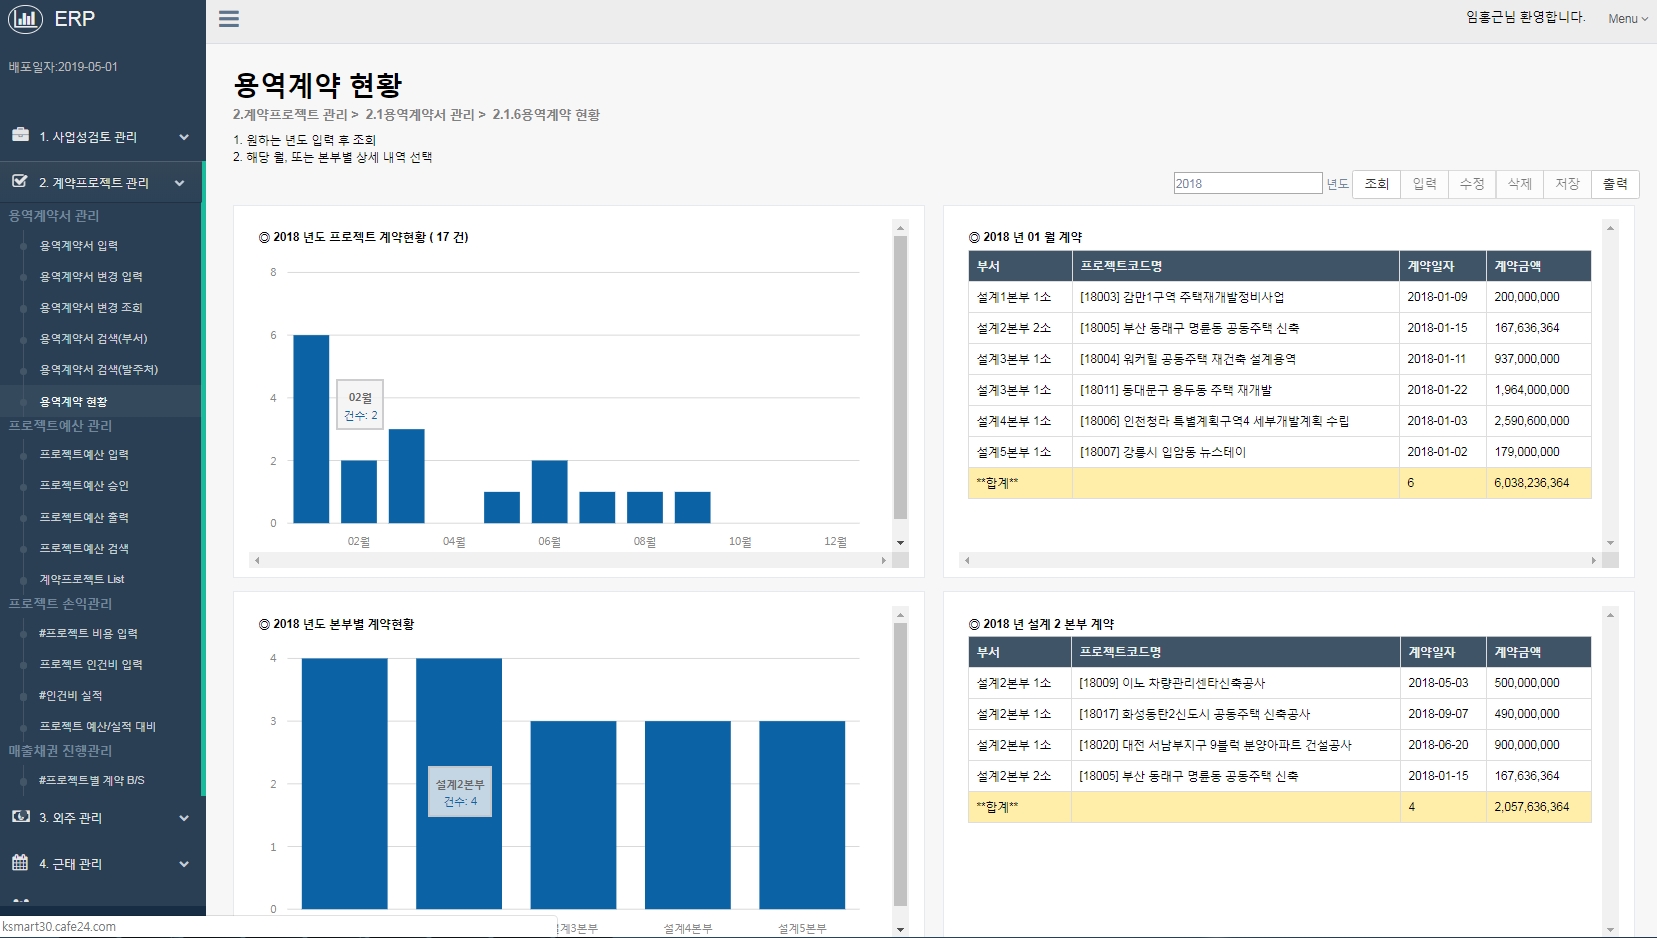 ERP
배포일자:2019-05-01
1. 사업성검토 관리
2. 계약프로젝트 관리
용역계약서 관리
용역계약서 입력
용역계약서 변경 입력
용역계약서 변경 조회
용역계약서 검색(부서)
용역계약서 검색(발주처)
용역계약 현황
프로젝트예산 관리
프로젝트예산 입력
프로젝트예산 승인
프로젝트예산 출력
프로젝트예산 검색
계약프로젝트 List
프로젝트 손익관리
#프로젝트 비용 입력
프로젝트 인건비 입력
#인건비 실적
프로젝트 예산/실적 대비
매출채권 진행관리
#프로젝트별 계약 B/S
3. 외주 관리
4. 근태 관리
ksmart30.cafe24.com
임홍근님 환영합니다. Menu
용역계약 현황
2.계약프로젝트 관리 > 2.1용역계약서 관리 > 2.1.6용역계약 현황
1. 원하는 년도 입력 후 조회
2. 해당 월, 또는 본부별 상세 내역 선택
2018 년도 조회 입력 수정 삭제 저장 출력
◎ 2018 년도 프로젝트 계약현황 ( 17 건)
8
6
4
2
0
02월
건수: 2
02월 04월 06월 08월 10월 12월
◎ 2018 년 01 월 계약
부서 프로젝트코드명 계약일자 계약금액
설계1본부 1소 [18003] 감만1구역 주택재개발정비사업 2018-01-09 200,000,000
설계2본부 2소 [18005] 부산 동래구 명륜동 공동주택 신축 2018-01-15 167,636,364
설계3본부 1소 [18004] 워커힐 공동주택 재건축 설계용역 2018-01-11 937,000,000
설계3본부 1소 [18011] 동대문구 용두동 주택 재개발 2018-01-22 1,964,000,000
설계4본부 1소 [18006] 인천청라 특별계획구역4 세부개발계획 수립 2018-01-03 2,590,600,000
설계5본부 1소 [18007] 강릉시 입암동 뉴스테이 2018-01-02 179,000,000
**합계** 6 6,038,236,364
◎ 2018 년도 본부별 계약현황
4
3
2
1
0
설계2본부
건수: 4
계3본부 설계4본부 설계5본부
◎ 2018 년 설계 2 본부 계약
부서 프로젝트코드명 계약일자 계약금액
설계2본부 1소 [18009] 이노 차량관리센타신축공사 2018-05-03 500,000,000
설계2본부 1소 [18017] 화성동탄2신도시 공동주택 신축공사 2018-09-07 490,000,000
설계2본부 1소 [18020] 대전 서남부지구 9블럭 분양아파트 건설공사 2018-06-20 900,000,000
설계2본부 2소 [18005] 부산 동래구 명륜동 공동주택 신축 2018-01-15 167,636,364
**합계** 4 2,057,636,364